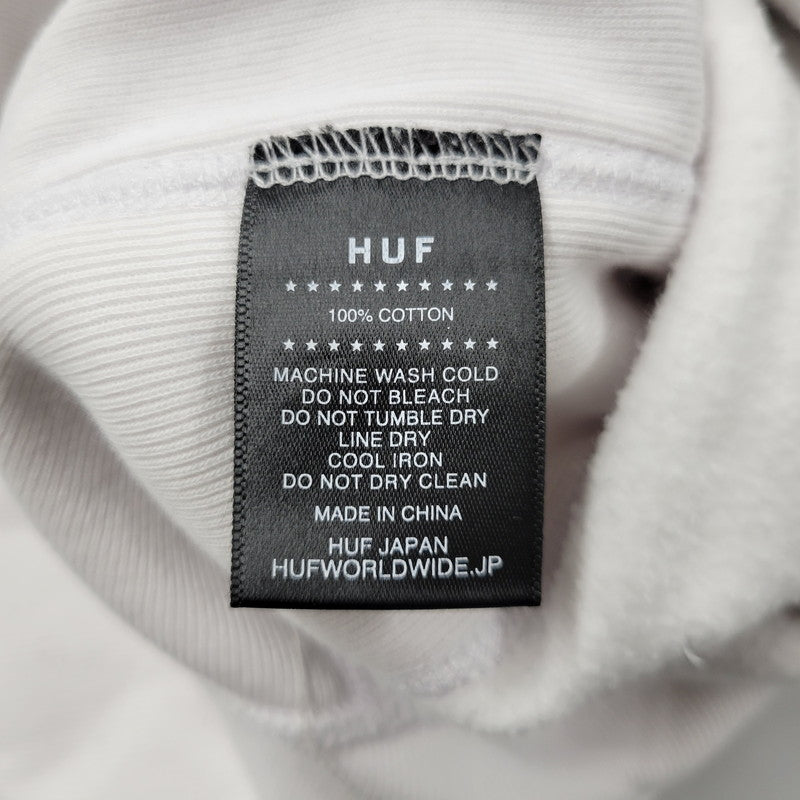 HUF
★★★★★★★★★★
100% COTTON
★★★★★★★★★★
MACHINE WASH COLD
DO NOT BLEACH
DO NOT TUMBLE DRY
LINE DRY
COOL IRON
DO NOT DRY CLEAN
MADE IN CHINA
HUF JAPAN
HUFWORLDWIDE.JP